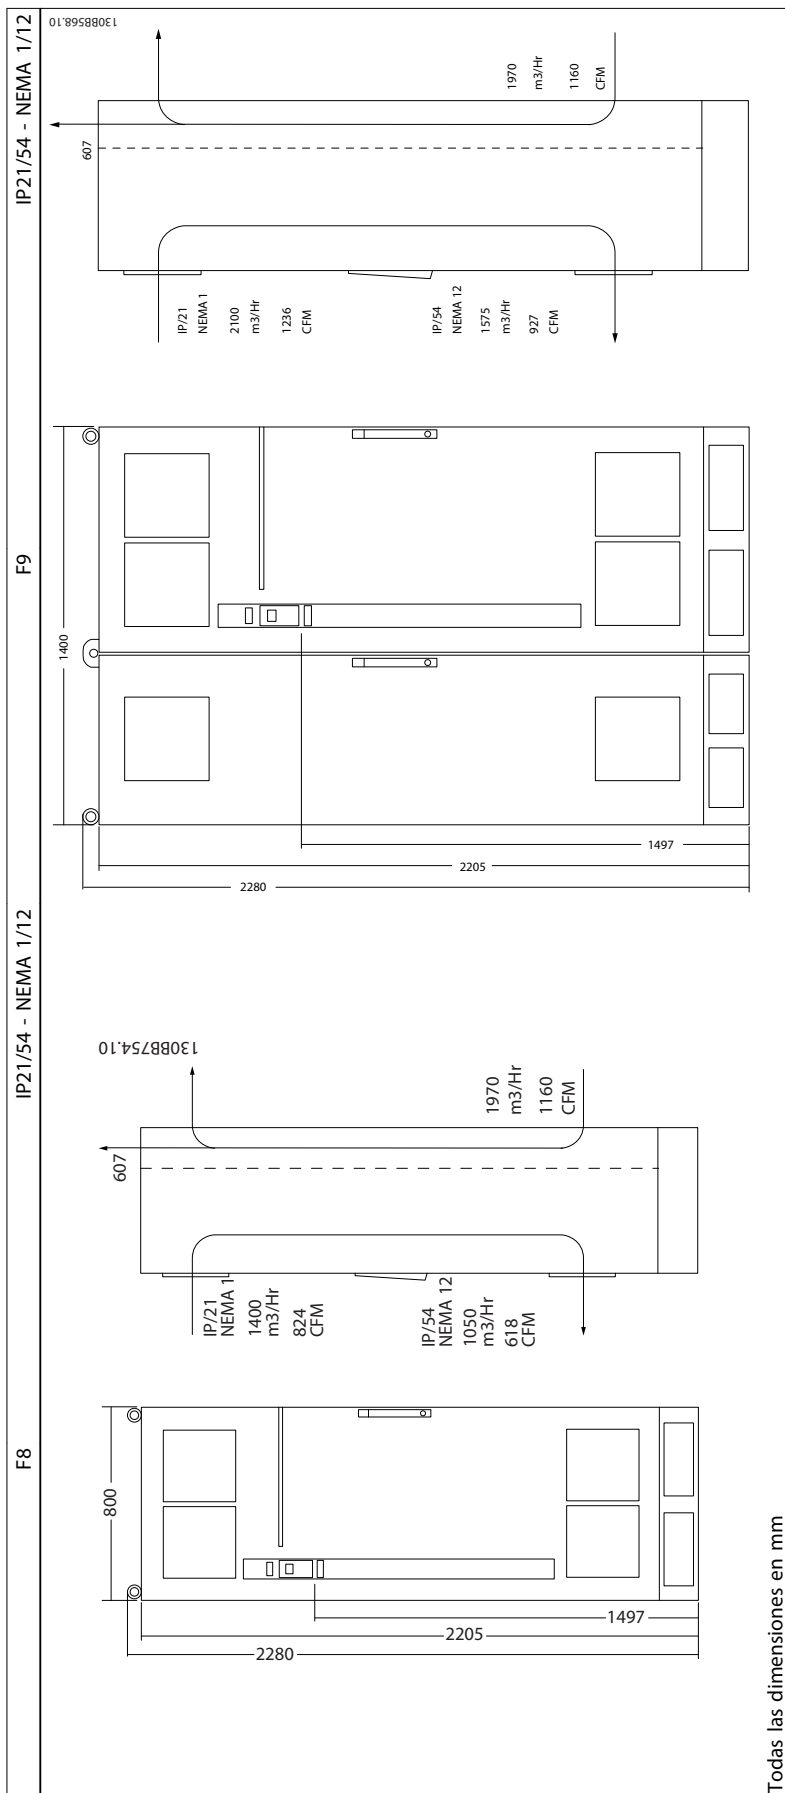 F8
IP21/54 - NEMA 1/12
F9
IP21/54 - NEMA 1/12
130BB754.10
607
1970
m3/Hr
1160
CFM
IP/21
NEMA 1
1400
m3/Hr
824
CFM
IP/54
NEMA 12
1050
m3/Hr
618
CFM
800
1497
2205
2280
130BB568.10
607
1970
m3/Hr
1160
CFM
IP/21
NEMA 1
2100
m3/Hr
1236
CFM
IP/54
NEMA 12
1575
m3/Hr
927
CFM
1400
1497
2205
2280
Todas las dimensiones en mm